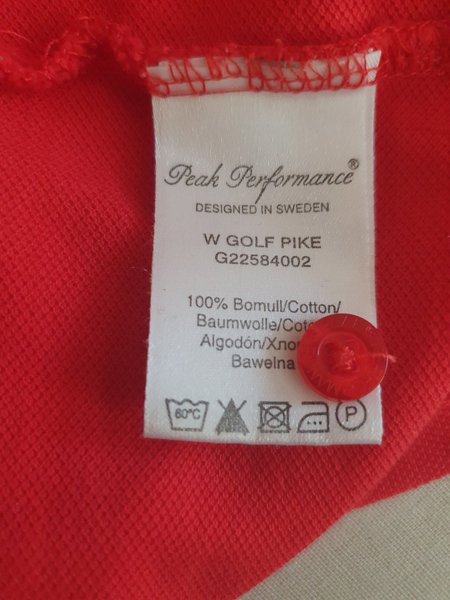 Peak Performance®
DESIGNED IN SWEDEN
W GOLF PIKE
G22584002
100% Bomull/Cotton/
Baumwolle/
Algodón/
Bawelna
60°C
P